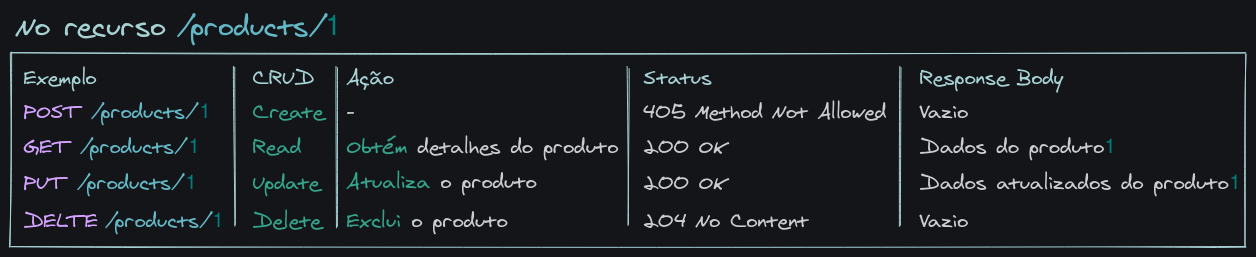 No recurso /products/1
Exemplo CRUD Ação Status Response Body
POST /products/1 Create - 405 Method Not Allowed Vazio
GET /products/1 Read Obtém detalhes do produto 200 OK Dados do produto1
PUT /products/1 Update Atualiza o produto 200 OK Dados atualizados do produto1
DELTE /products/1 Delete Exclui o produto 204 No Content Vazio